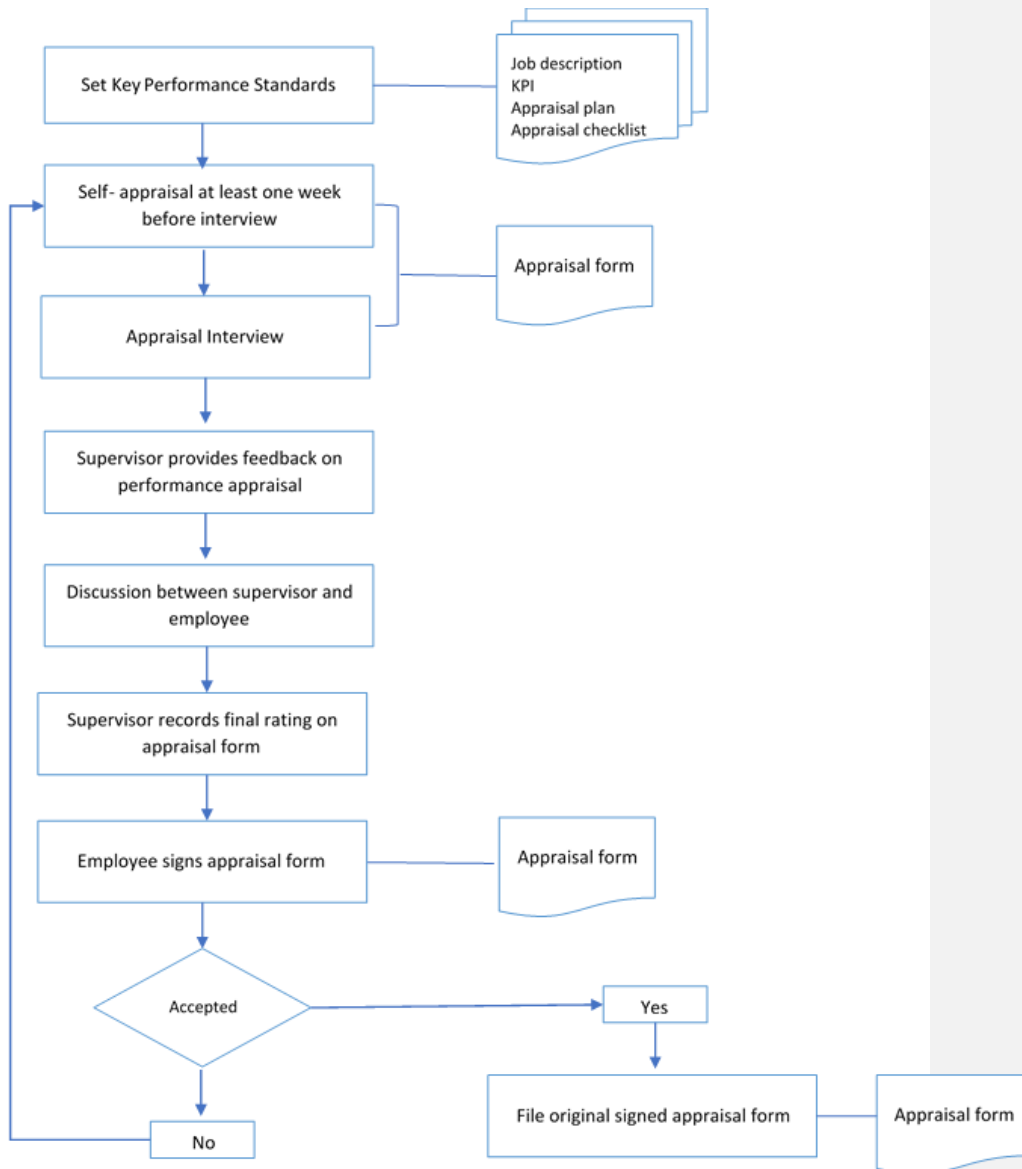 Set Key Performance Standards
Job description
KPI
Appraisal plan
Appraisal checklist
Self- appraisal at least one week
before interview
Appraisal form
Appraisal Interview
Supervisor provides feedback on
performance appraisal
Discussion between supervisor and
employee
Supervisor records final rating on
appraisal form
Employee signs appraisal form
Appraisal form
Accepted
Yes
File original signed appraisal form
Appraisal form
No